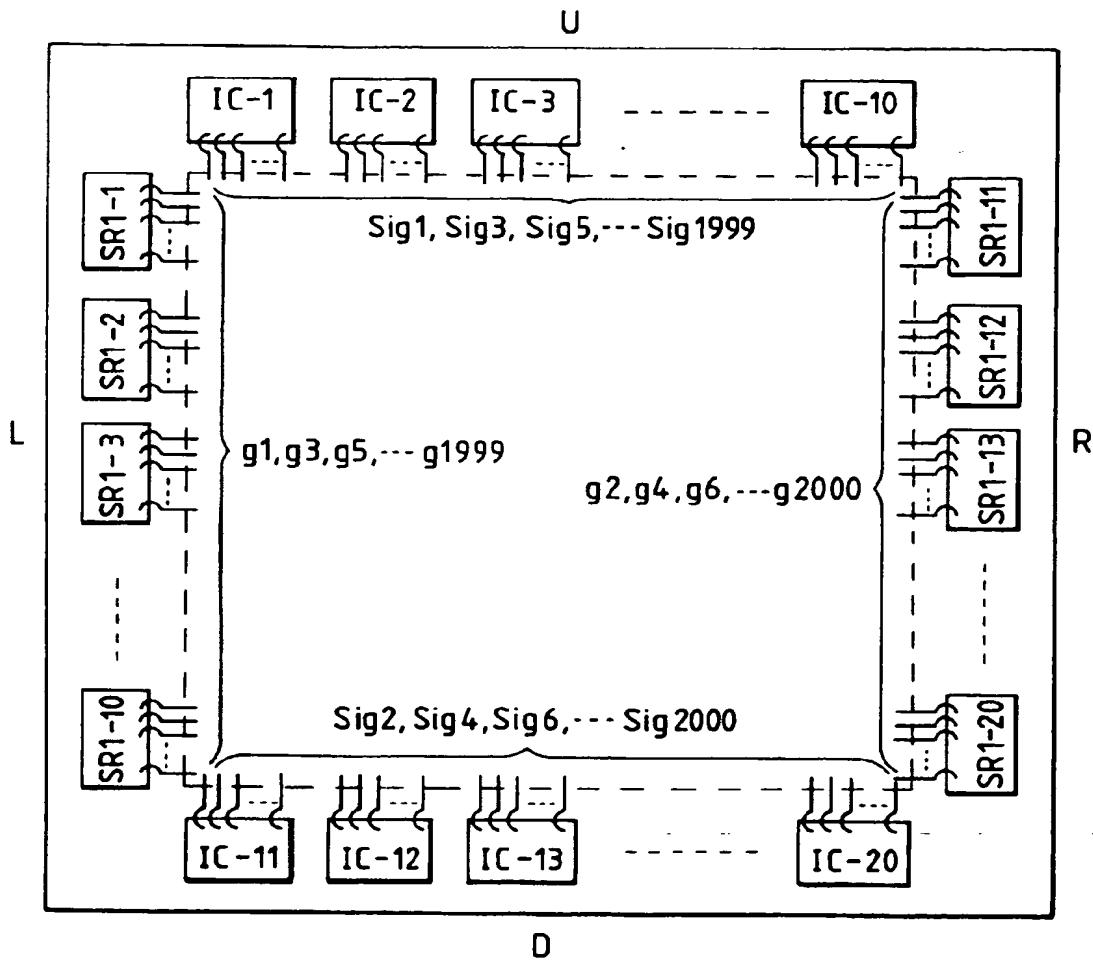 U
IC-1 IC-2 IC-3 IC-10
SR1-1 SR1-11
Sig1, Sig3, Sig5,--- Sig1999
SR1-2 SR1-12
L R
SR1-3 SR1-13
g1,g3,g5,--- g1999
g2,g4,g6,---g2000
SR1-10 SR1-20
Sig2, Sig4, Sig6, --- Sig2000
IC-11 IC-12 IC-13 IC-20
D